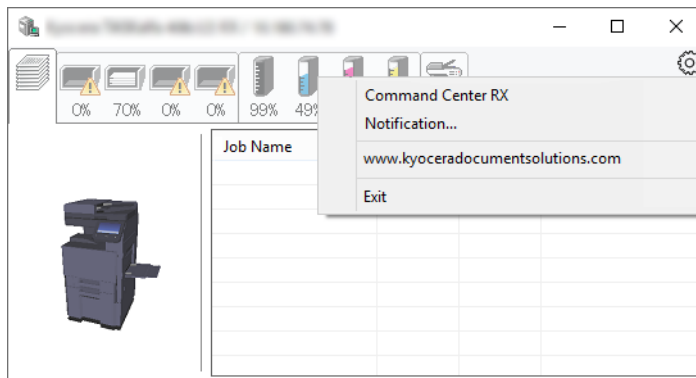 0% 70% 0% 0% 99% 49%
Command Center RX
Notification...
Job Name
www.kyoceradocumentsolutions.com
Exit